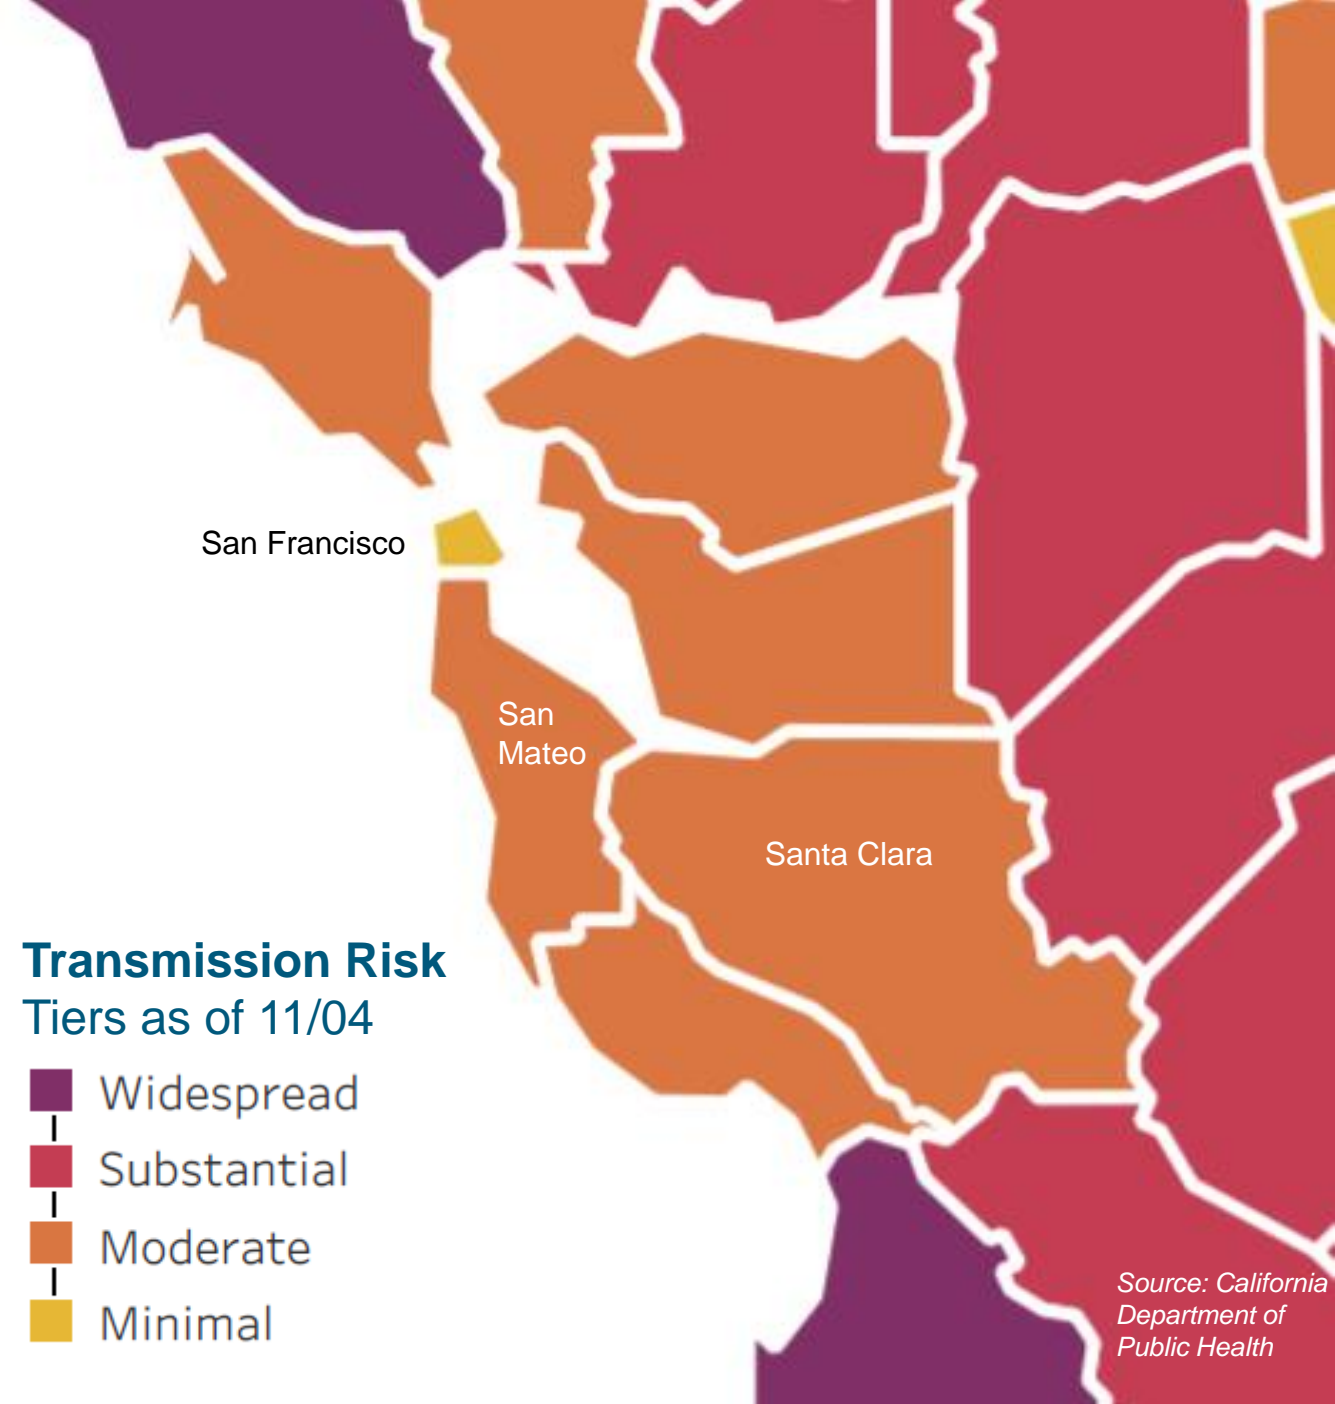 San Francisco
San
Mateo
Santa Clara
Transmission Risk
Tiers as of 11/04
Widespread
Substantial
Moderate
Minimal
Source: California
Department of
Public Health